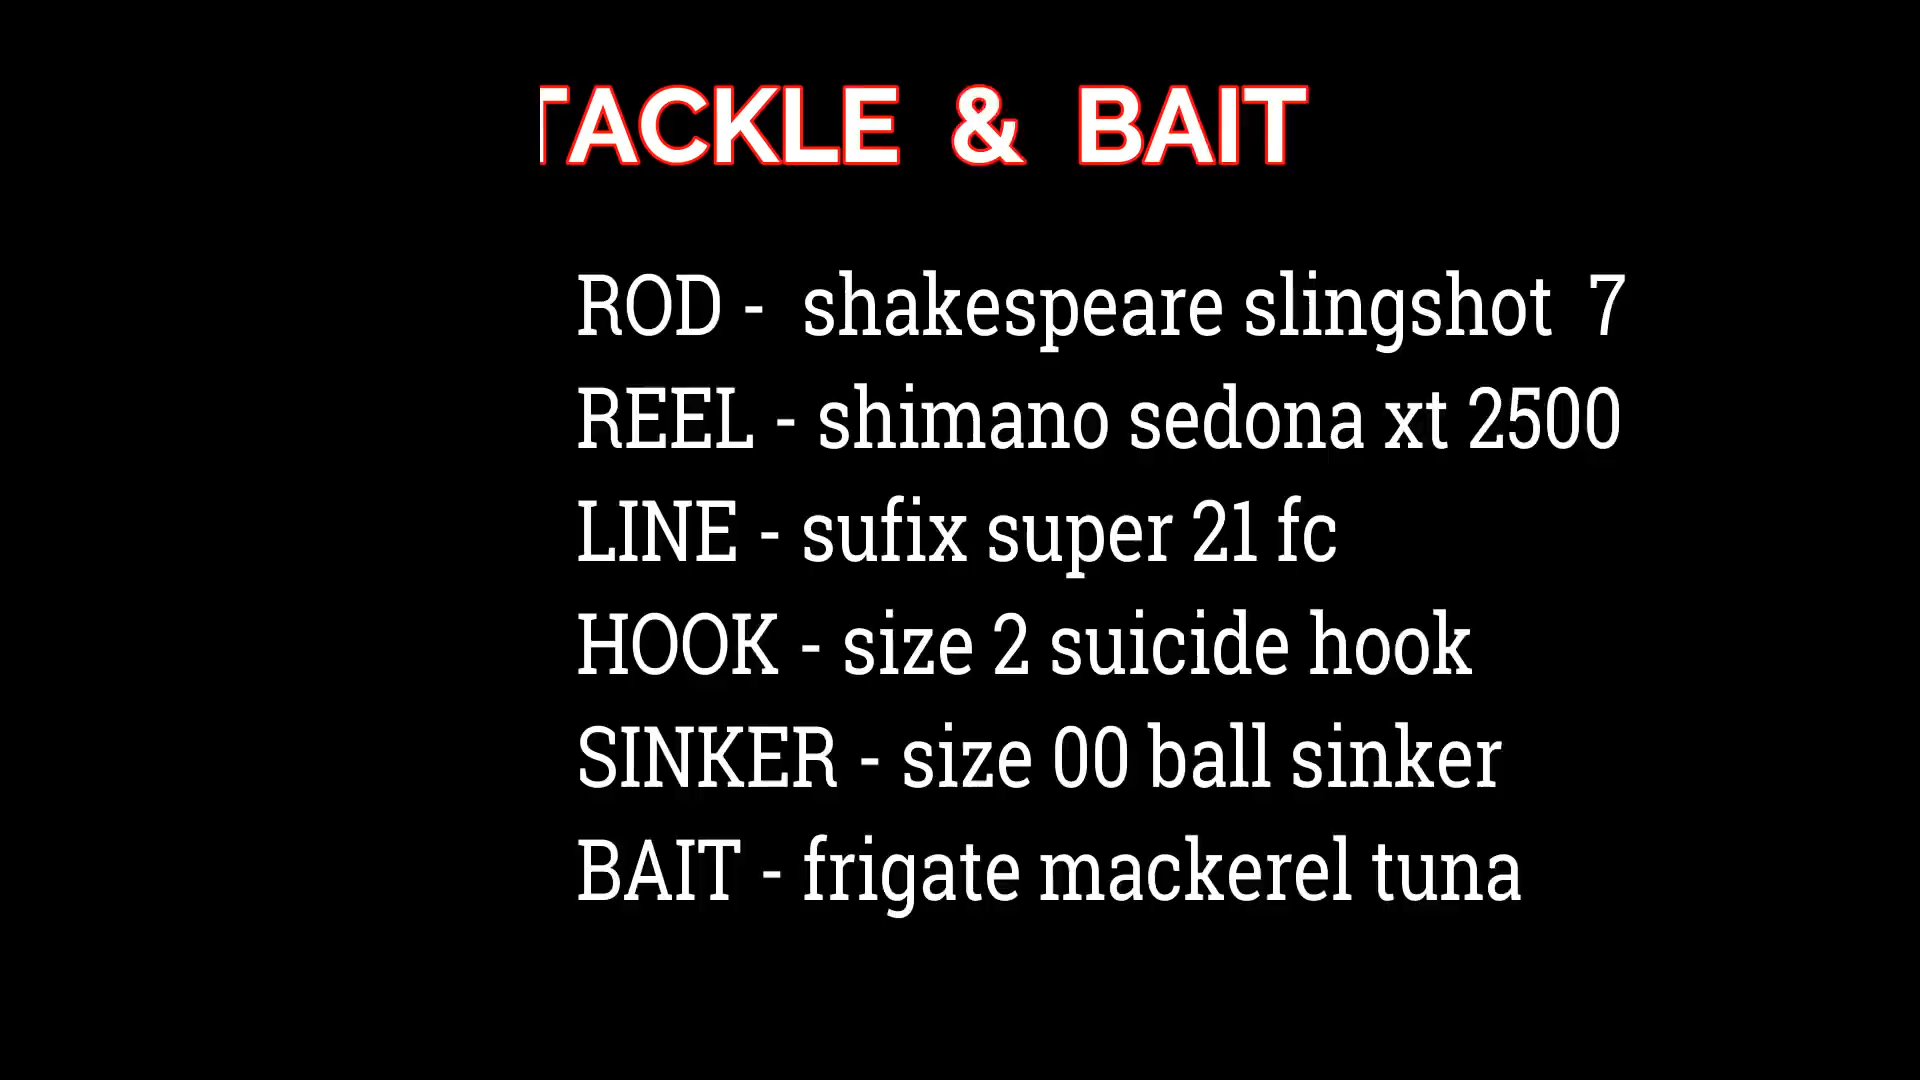 TACKLE & BAIT
ROD - shakespeare slingshot 7
REEL - shimano sedona xt 2500
LINE - sufix super 21 fc
HOOK - size 2 suicide hook
SINKER - size 00 ball sinker
BAIT - frigate mackerel tuna